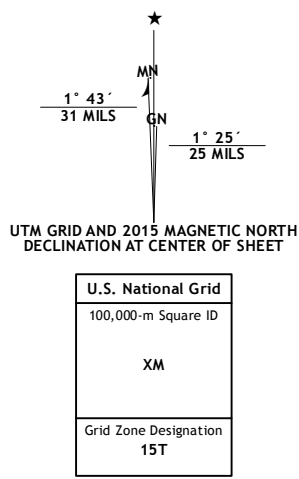 MN
GN
1° 43´
31 MILS
1° 25´
25 MILS
UTM GRID AND 2015 MAGNETIC NORTH
DECLINATION AT CENTER OF SHEET
U.S. National Grid
100,000-m Square ID
XM
Grid Zone Designation
15T